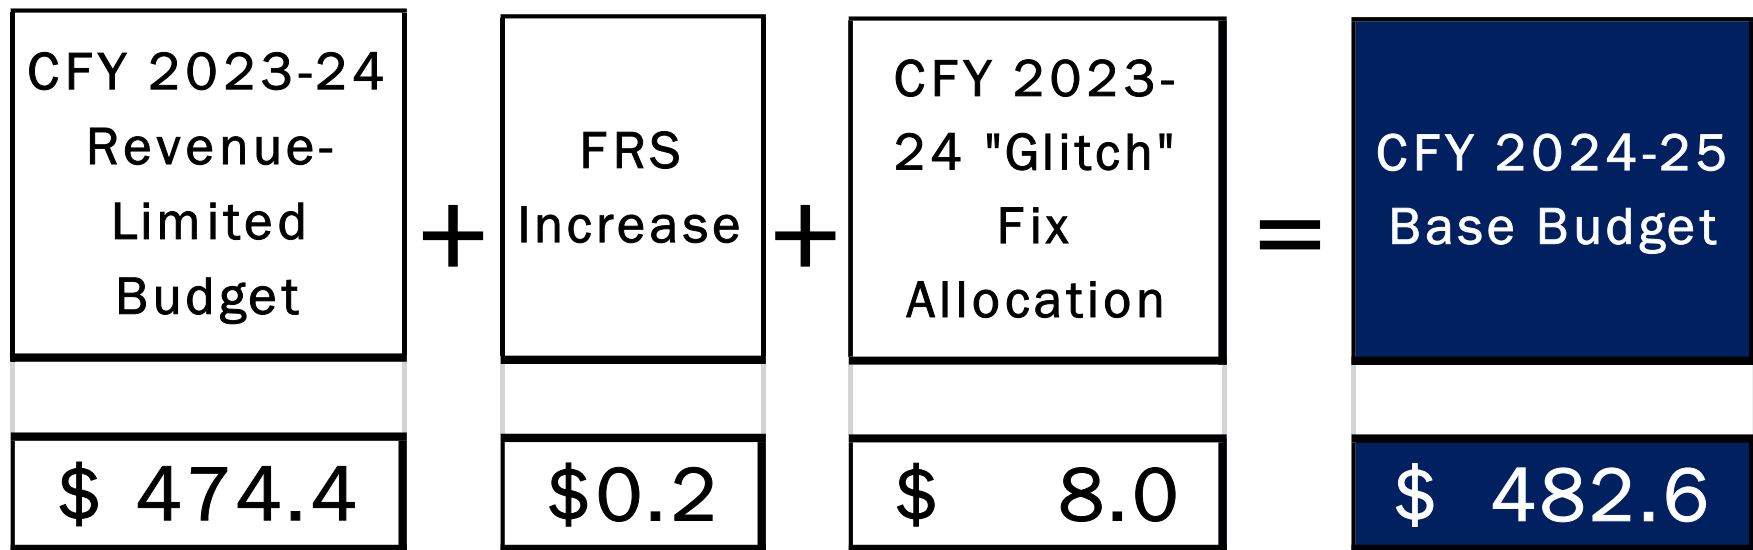 CFY 2023-24
Revenue-
Limited
Budget
+
FRS
Increase
+
CFY 2023-
24 "Glitch"
Fix
Allocation
=
CFY 2024-25
Base Budget
$ 474.4
$0.2
$ 8.0
$ 482.6